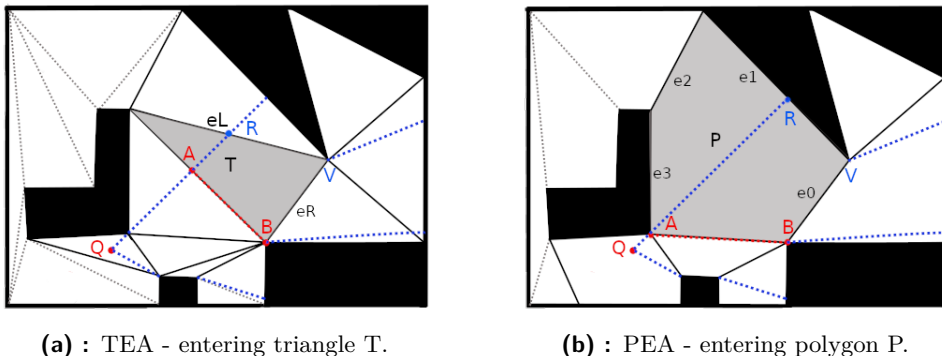 eL
R
A
T
V
eR
B
Q
e2
e1
R
P
e3
V
e0
A
B
Q
(a) : TEA - entering triangle T.
(b) : PEA - entering polygon P.